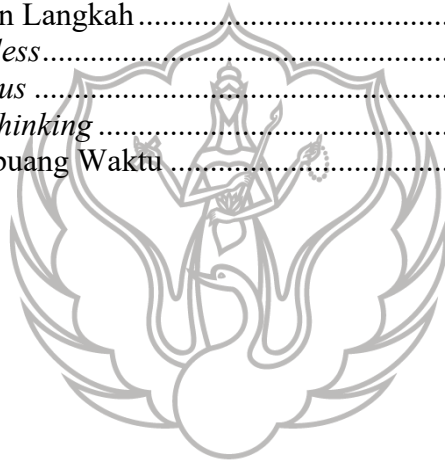 n Langkah ........................................
less ........................................................
us ........................................................
hinking ................................................
buang Waktu ....................................